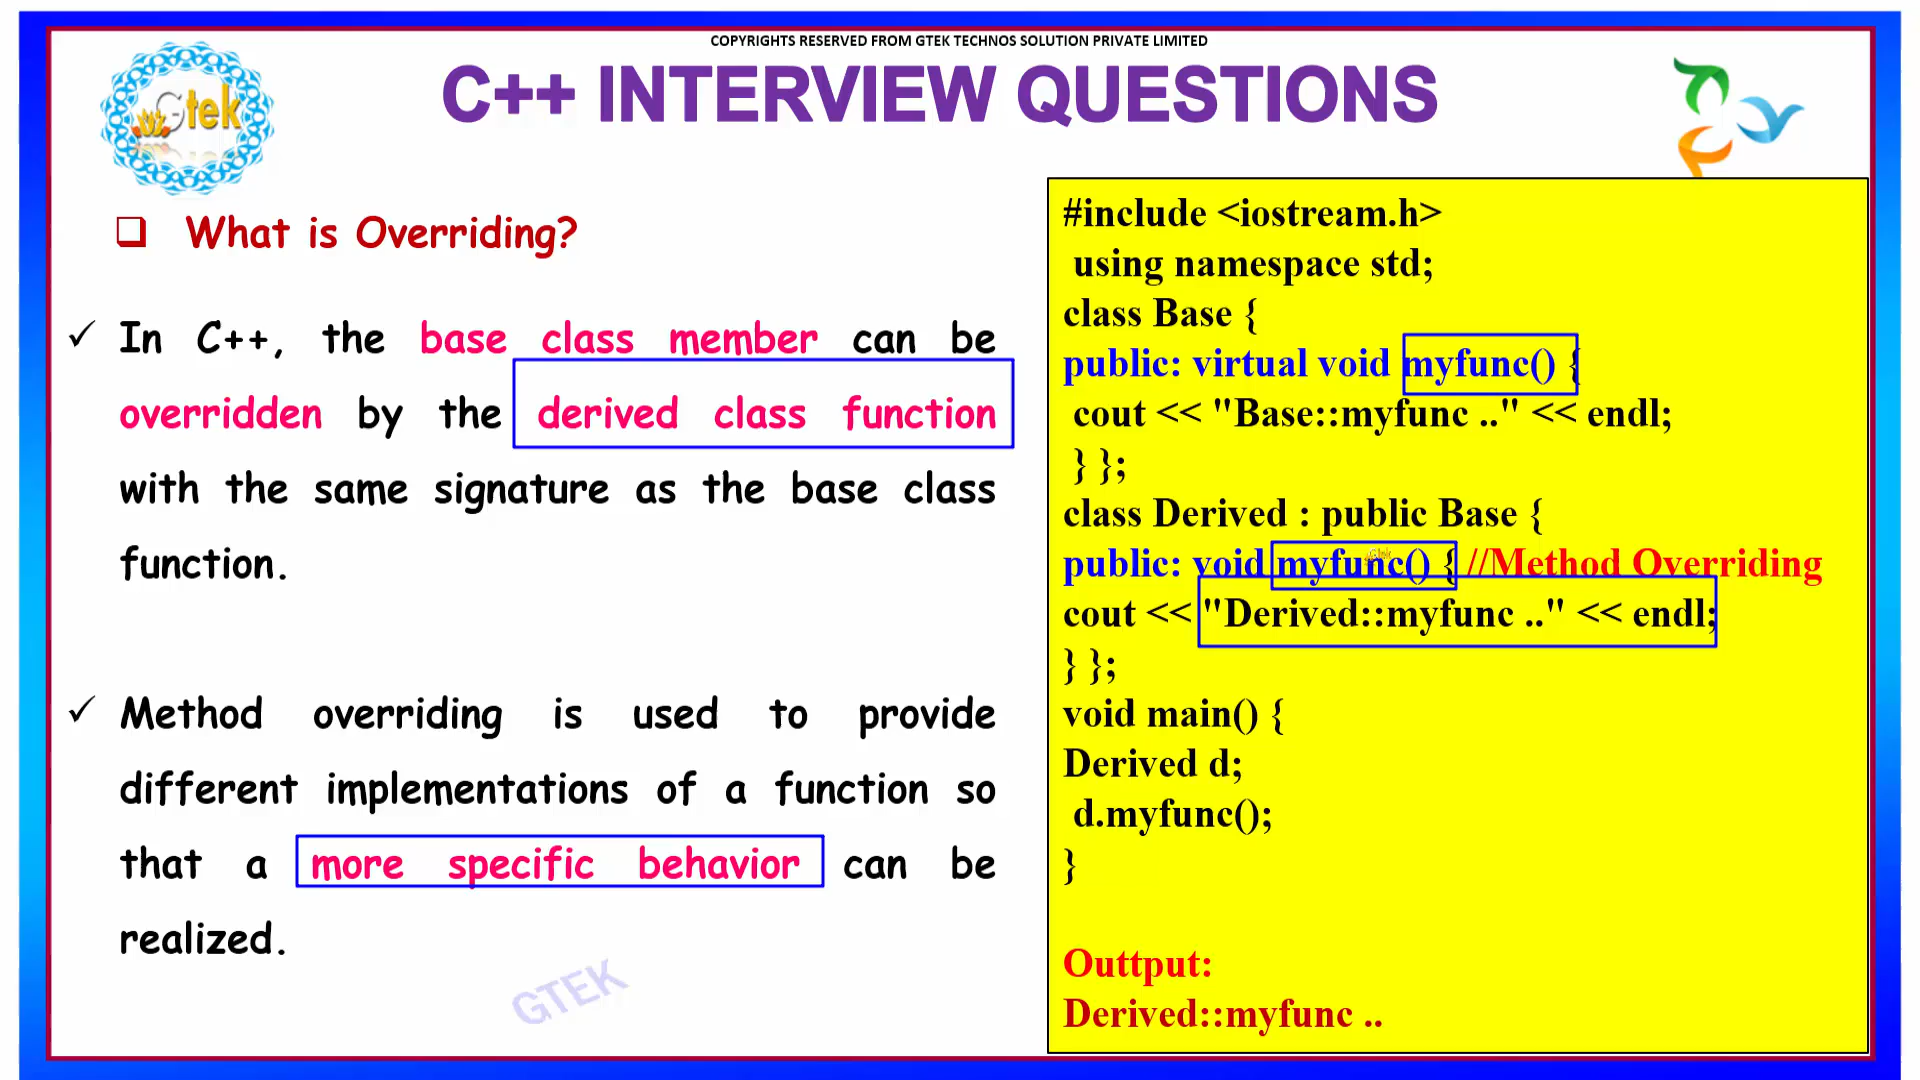 COPYRIGHTS RESERVED FROM GTEK TECHNOS SOLUTION PRIVATE LIMITED
C++ INTERVIEW QUESTIONS
Gtek
What is Overriding?
In C++, the base class member can be
overridden by the derived class function
with the same signature as the base class
function.
Method overriding is used to provide
different implementations of a function so
that a more specific behavior can be
realized.
GTEK
#include <iostream.h>
using namespace std;
class Base {
public: virtual void myfunc() {
cout << "Base::myfunc .." << endl;
} };
class Derived : public Base {
public: void myfunc() { //Method Overriding
cout << "Derived::myfunc .." << endl;
} };
void main() {
Derived d;
d.myfunc();
}
Outtput:
Derived::myfunc ..